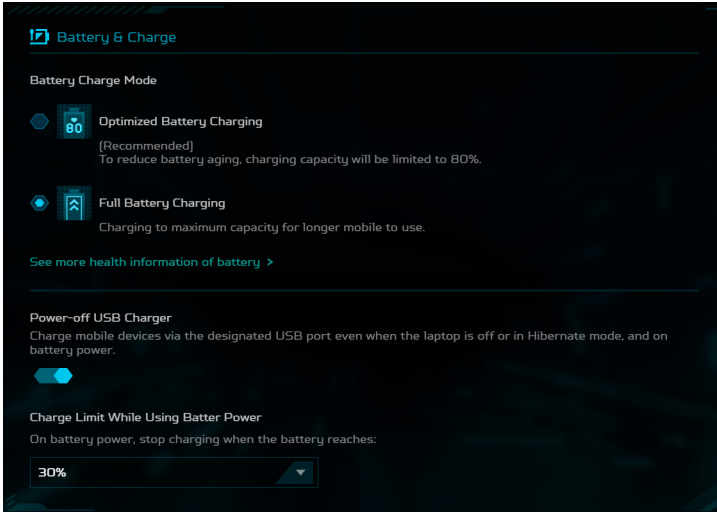 Battery & Charge
Battery Charge Mode
80
Optimized Battery Charging
(Recommended)
To reduce battery aging, charging capacity will be limited to 80%.
Full Battery Charging
Charging to maximum capacity for longer mobile to use.
See more health information of battery >
Power-off USB Charger
Charge mobile devices via the designated USB port even when the laptop is off or in Hibernate mode, and on
battery power.
Charge Limit While Using Batter Power
On battery power, stop charging when the battery reaches:
30%